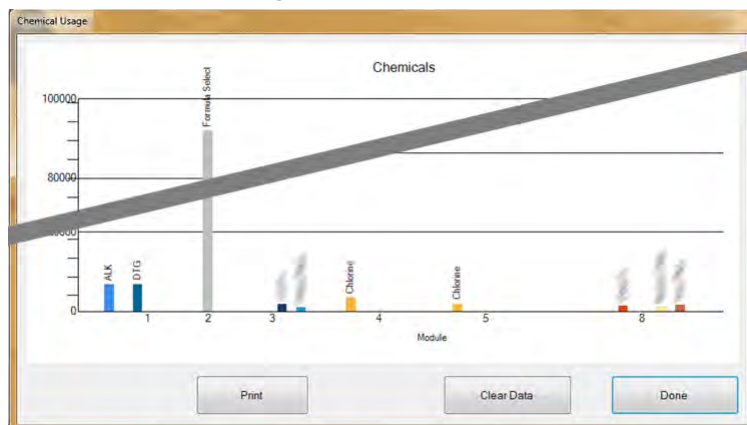 Chemical Usage
Chemicals
100000
80000
0
ALK
DTG
Formula Select
Chlorine
Chlorine
1
2
3
4
5
8
Module
Print
Clear Data
Done